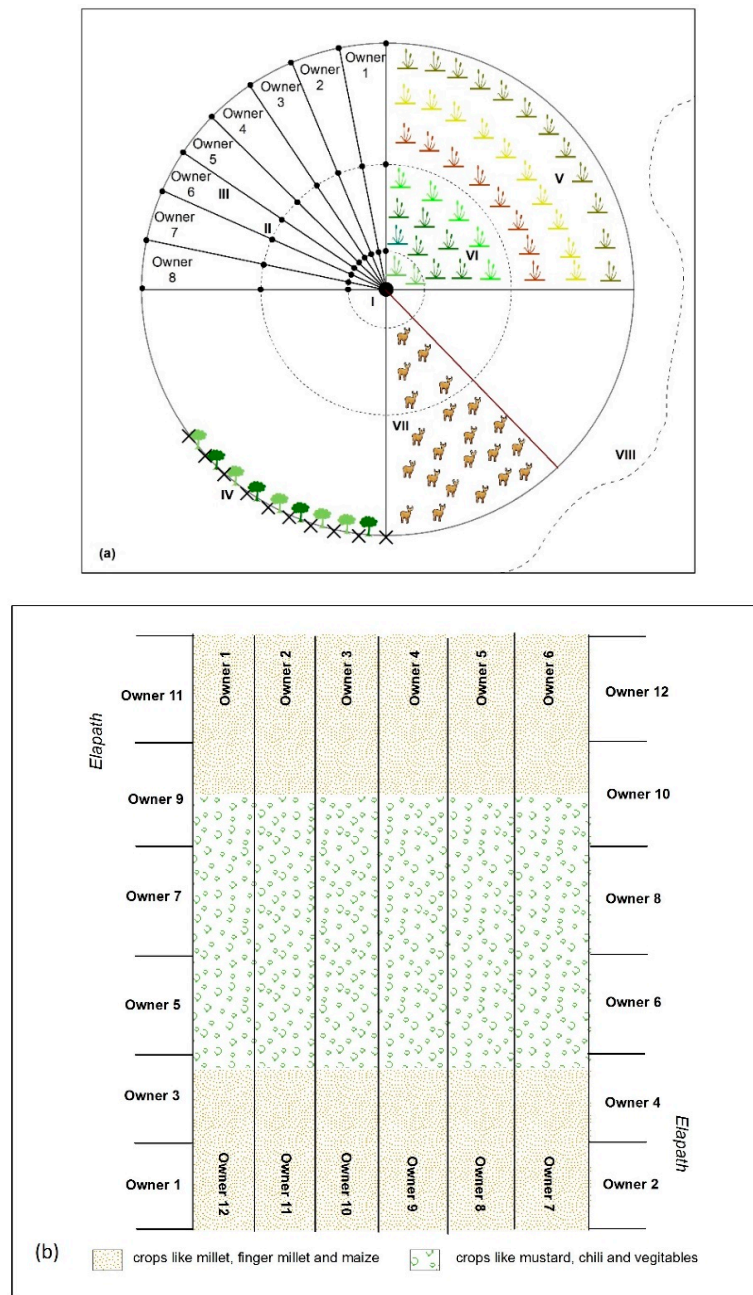 Owner
1
Owner
2
Owner
3
Owner
4
Owner
5
Owner
6
Owner
7
Owner
8
III
II
I
V
VI
VII
VIII
IV
(a)
Owner 1
Owner 2
Owner 3
Owner 4
Owner 5
Owner 6
Owner 11
Owner 12
Elapath
Owner 9
Owner 10
Owner 7
Owner 8
Owner 5
Owner 6
Owner 3
Owner 4
Elapath
Owner 1
Owner 2
Owner 12
Owner 11
Owner 10
Owner 9
Owner 8
Owner 7
(b)
crops like millet, finger millet and maize
crops like mustard, chili and vegitables